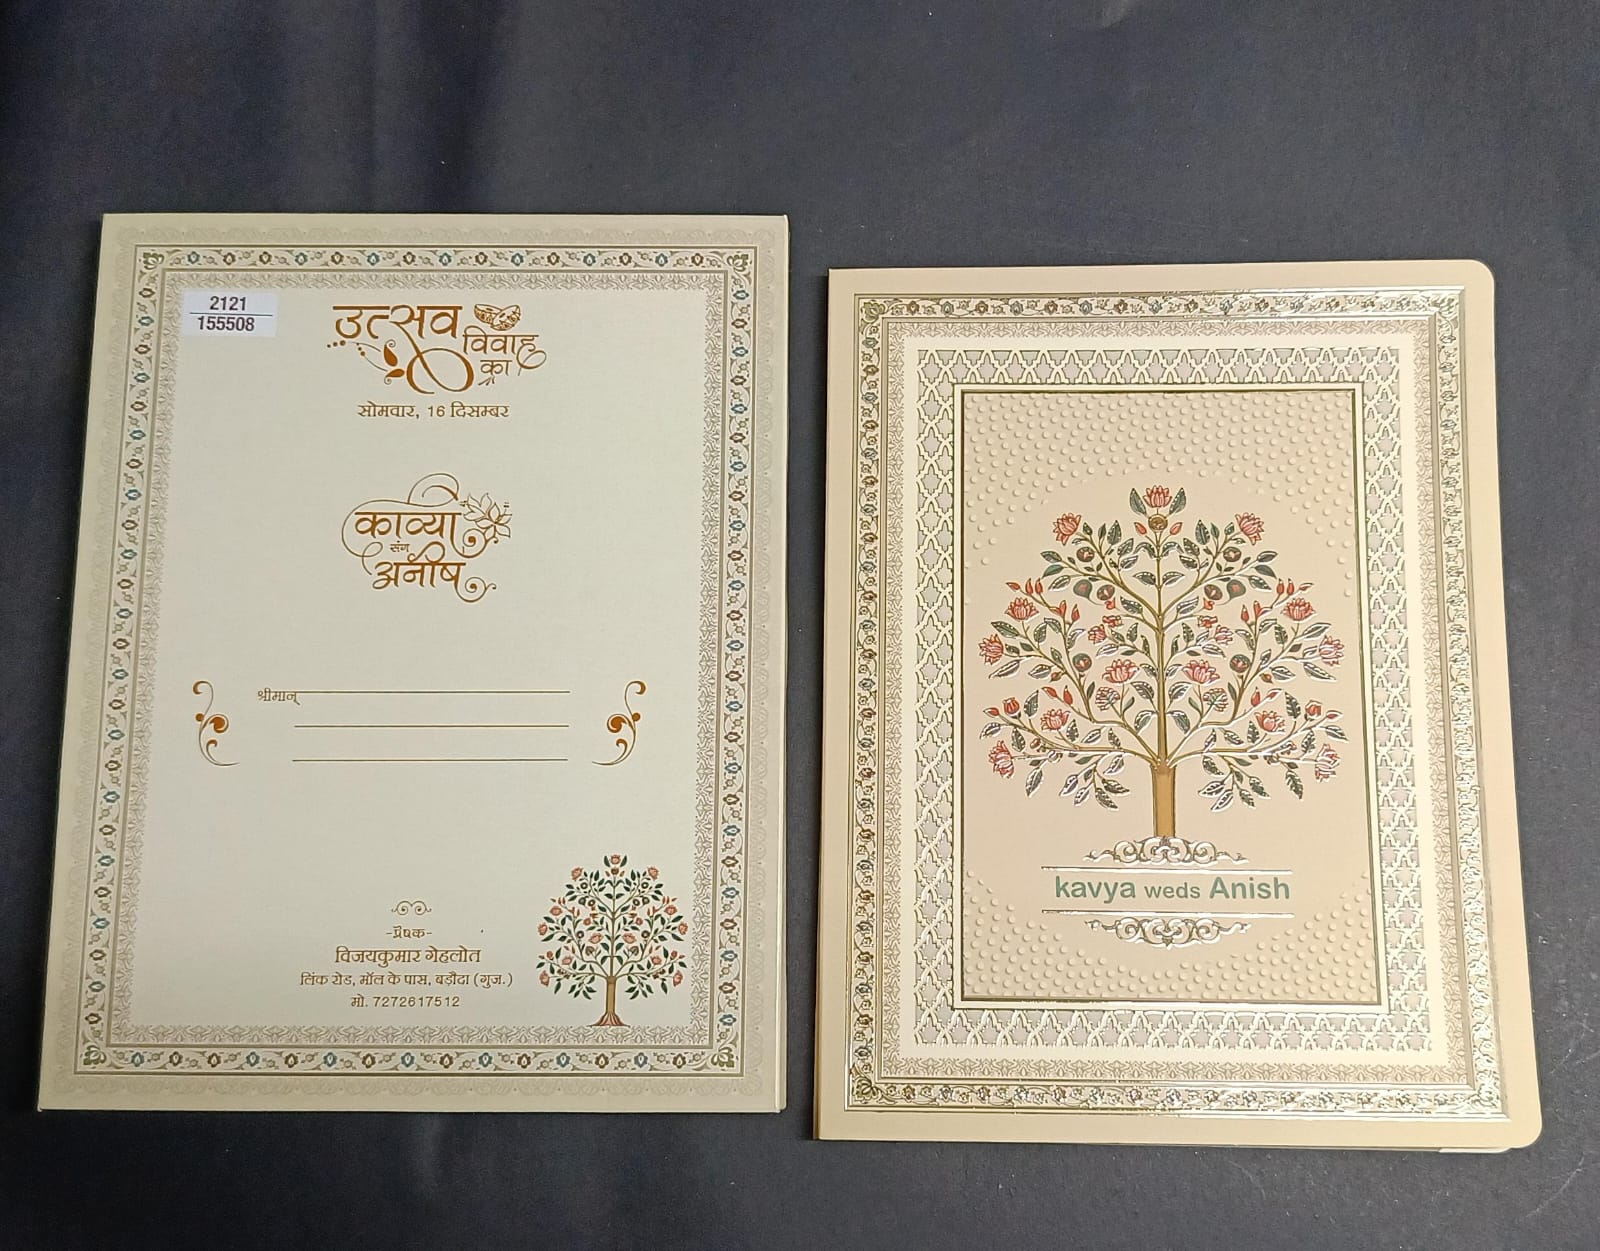 2121
155508
उत्सव
विवाह
का
सोमवार, 16 दिसम्बर
काव्या
संग
अनीष
श्रीमान्
-प्रेषक-
विजयकुमार गेहलोत
लिंक रोड, मॉल के पास, बड़ौदा (गुज.)
मो. 7272617512
kavya weds Anish